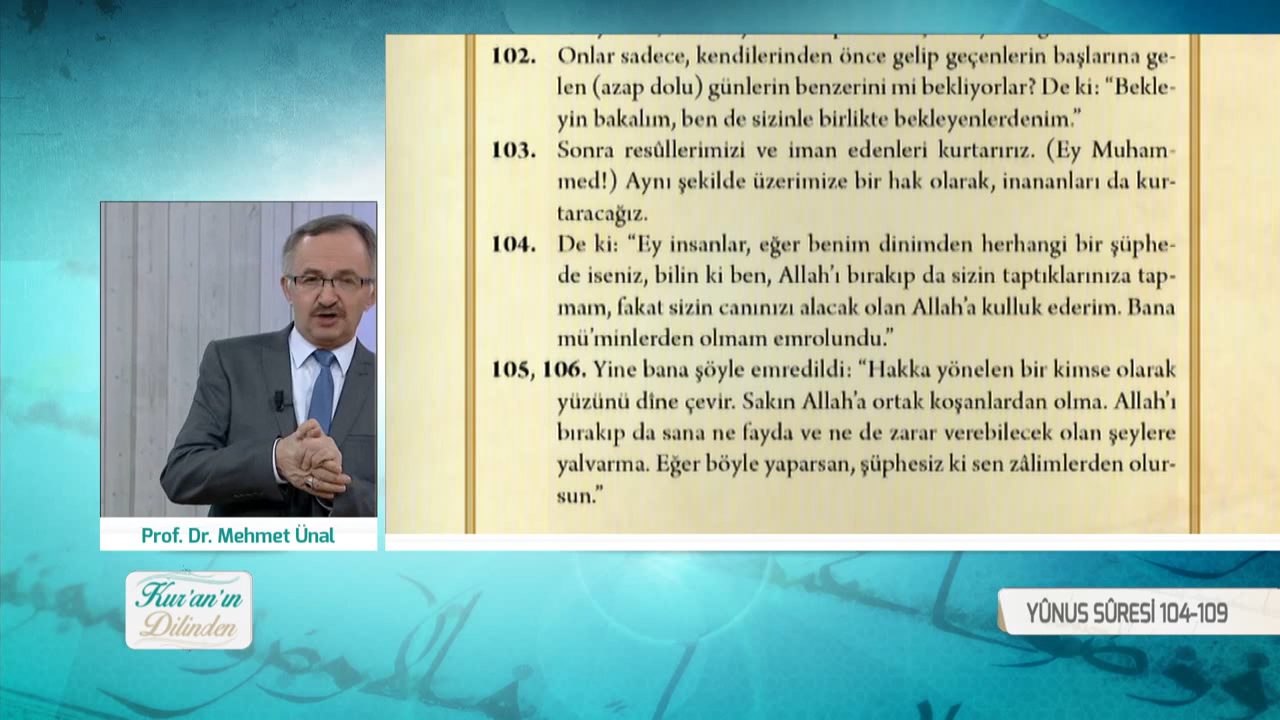 102. Onlar sadece, kendilerinden önce gelip geçenlerin başlarına ge-
len (azap dolu) günlerin benzerini mi bekliyorlar? De ki: “Bekle-
yin bakalım, ben de sizinle birlikte bekleyenlerdenim.”
103. Sonra resûllerimizi ve iman edenleri kurtarırız. (Ey Muham-
med!) Aynı şekilde üzerimize bir hak olarak, inananları da kur-
taracağız.
104. De ki: “Ey insanlar, eğer benim dinimden herhangi bir şüphe-
de iseniz, bilin ki ben, Allah’ı bırakıp da sizin taptıklarınıza tap-
mam, fakat sizin canınızı alacak olan Allah’a kulluk ederim. Bana
mü’minlerden olmam emrolundu.”
105, 106. Yine bana şöyle emredildi: “Hakka yönelen bir kimse olarak
yüzünü dîne çevir. Sakın Allah’a ortak koşanlardan olma. Allah’ı
bırakıp da sana ne fayda ve ne de zarar verebilecek olan şeylere
yalvarma. Eğer böyle yaparsan, şüphesiz ki sen zâlimlerden olur-
sun.”
Prof. Dr. Mehmet Ünal
Kur’an’ın
Dilinden
YÛNUS SÛRESİ 104-109